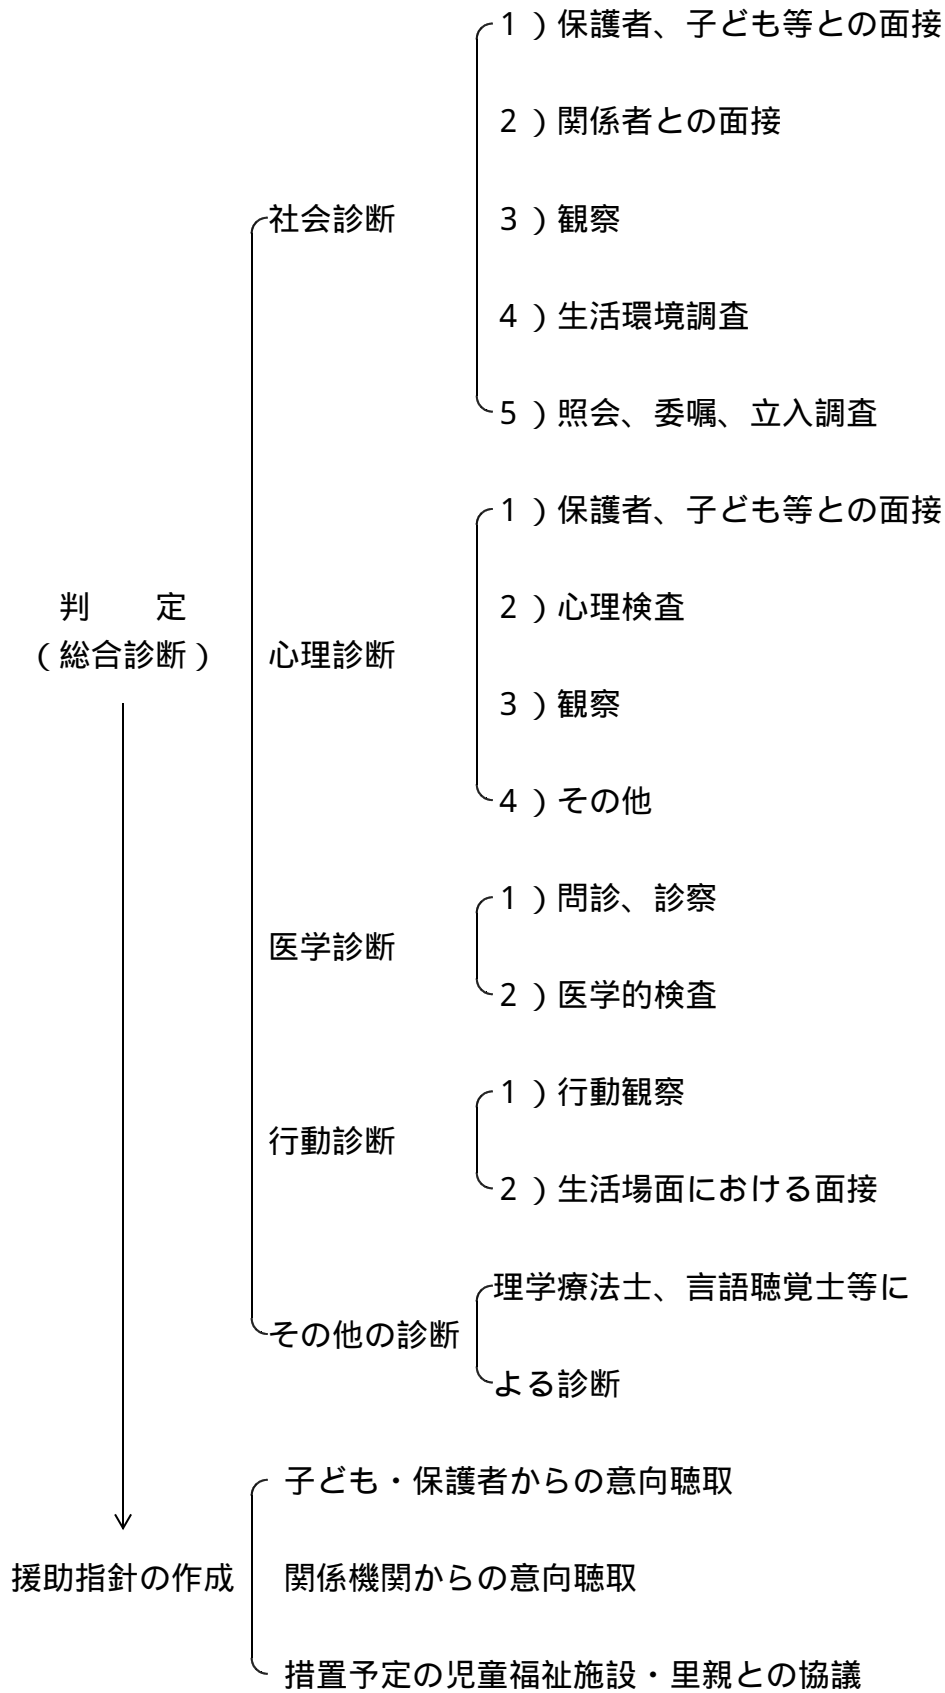 1）保護者、子ども等との面接
2）関係者との面接
社会診断
3）観察
4）生活環境調査
5）照会、委嘱、立入調査
1）保護者、子ども等との面接
判　　定
2）心理検査
（総合診断）
心理診断
3）観察
4）その他
1）問診、診察
医学診断
2）医学的検査
1）行動観察
行動診断
2）生活場面における面接
理学療法士、言語聴覚士等に
その他の診断
よる診断
子ども・保護者からの意向聴取
援助指針の作成
関係機関からの意向聴取
措置予定の児童福祉施設・里親との協議